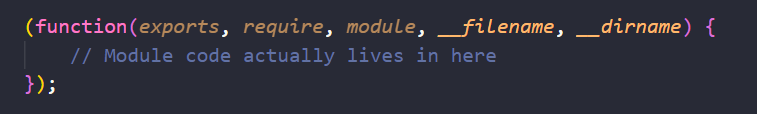 (function(exports, require, module, __filename, __dirname) {
// Module code actually lives in here
});